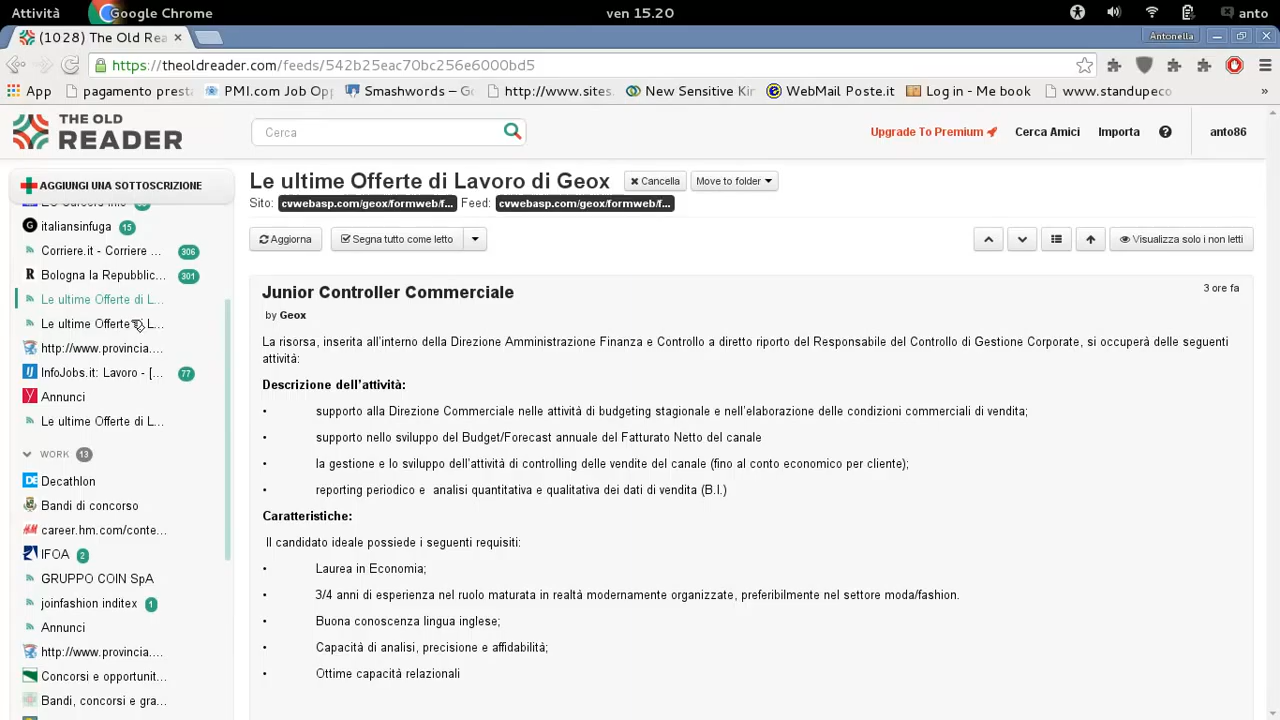 Attività Google Chrome ven 15.20 anto
(1028) The Old Rea Antonella
https://theoldreader.com/feeds/542b25eac70bc256e6000bd5
App pagamento prest PMI.com Job Op Smashwords – G http://www.sites. New Sensitive Kir WebMail Poste.it Log in - Me book www.standupeco »
THE OLD READER
Cerca
Upgrade To Premium Cerca Amici Importa anto86
AGGIUNGI UNA SOTTOSCRIZIONE
italiansinfuga 15
Corriere.it - Corriere ... 306
Bologna la Repubblic... 301
Le ultime Offerte di L...
Le ultime Offerte di L...
http://www.provincia....
InfoJobs.it: Lavoro - [... 77
Annunci
Le ultime Offerte di L...
WORK 13
Decathlon
Bandi di concorso
career.hm.com/conte...
IFOA 2
GRUPPO COIN SpA
joinfashion inditex 1
Annunci
http://www.provincia....
Concorsi e opportunit...
Bandi, concorsi e gra...
Le ultime Offerte di Lavoro di Geox Cancella Move to folder
Sito: cvwebasp.com/geox/formweb/f... Feed: cvwebasp.com/geox/formweb/f...
Aggiorna Segna tutto come letto Visualizza solo i non letti
Junior Controller Commerciale 3 ore fa
by Geox
La risorsa, inserita all'interno della Direzione Amministrazione Finanza e Controllo a diretto riporto del Responsabile del Controllo di Gestione Corporate, si occuperà delle seguenti
attività:
Descrizione dell'attività:
• supporto alla Direzione Commerciale nelle attività di budgeting stagionale e nell'elaborazione delle condizioni commerciali di vendita;
• supporto nello sviluppo del Budget/Forecast annuale del Fatturato Netto del canale
• la gestione e lo sviluppo dell'attività di controlling delle vendite del canale (fino al conto economico per cliente);
• reporting periodico e analisi quantitativa e qualitativa dei dati di vendita (B.I.)
Caratteristiche:
Il candidato ideale possiede i seguenti requisiti:
• Laurea in Economia;
• 3/4 anni di esperienza nel ruolo maturata in realtà modernamente organizzate, preferibilmente nel settore moda/fashion.
• Buona conoscenza lingua inglese;
• Capacità di analisi, precisione e affidabilità;
• Ottime capacità relazionali